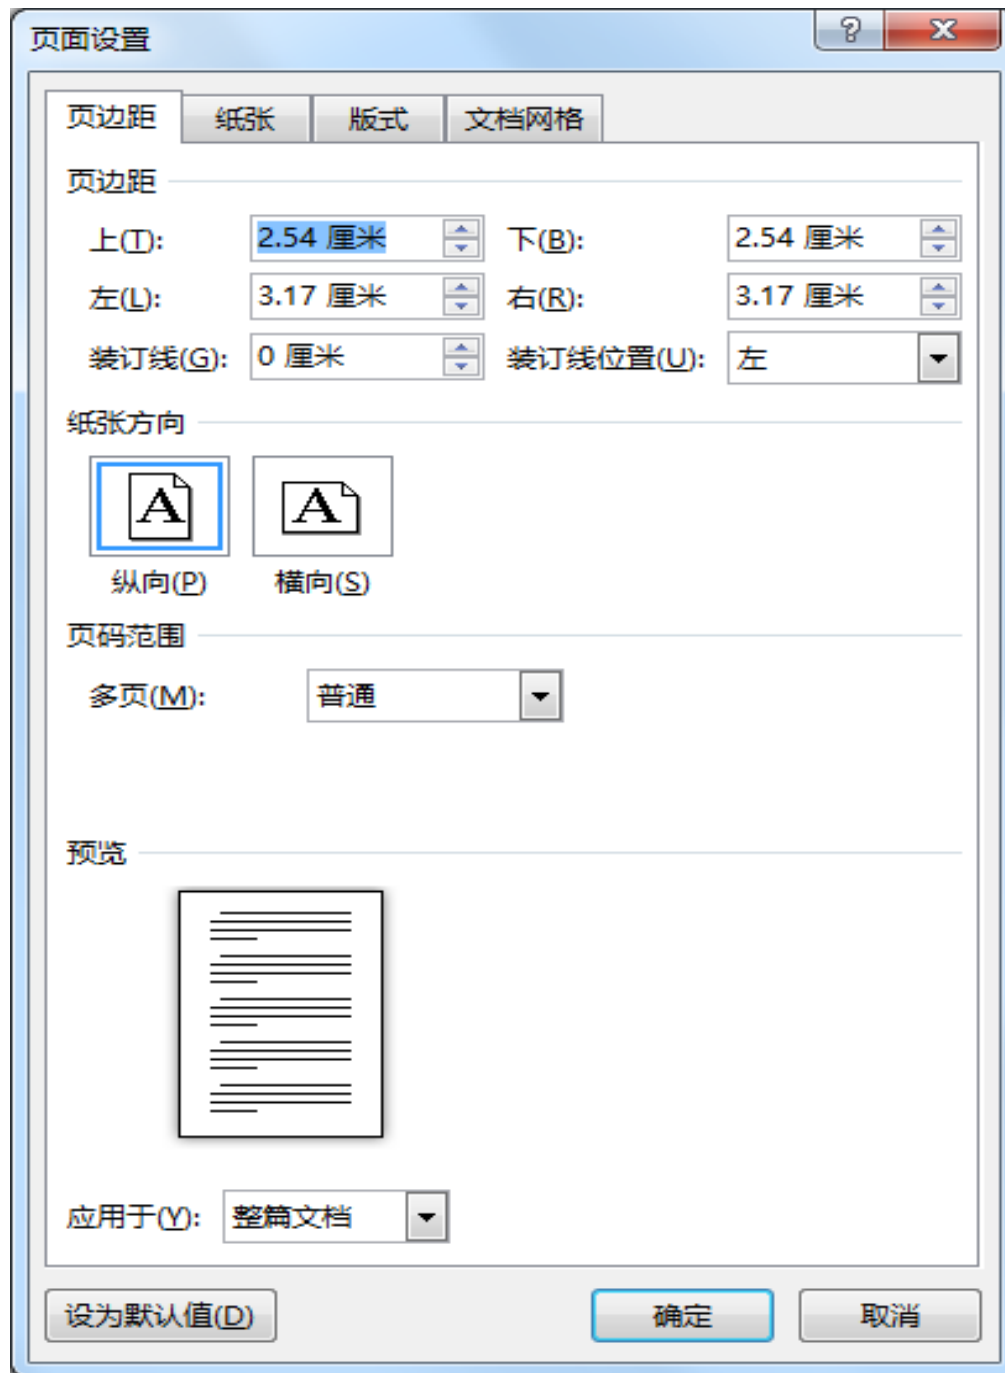 页面设置
页边距 纸张 版式 文档网格
页边距
上(T): 2.54 厘米 下(B): 2.54 厘米
左(L): 3.17 厘米 右(R): 3.17 厘米
装订线(G): 0 厘米 装订线位置(U): 左
纸张方向
A A
纵向(P) 横向(S)
页码范围
多页(M): 普通
预览
应用于(Y): 整篇文档
设为默认值(D) 确定 取消